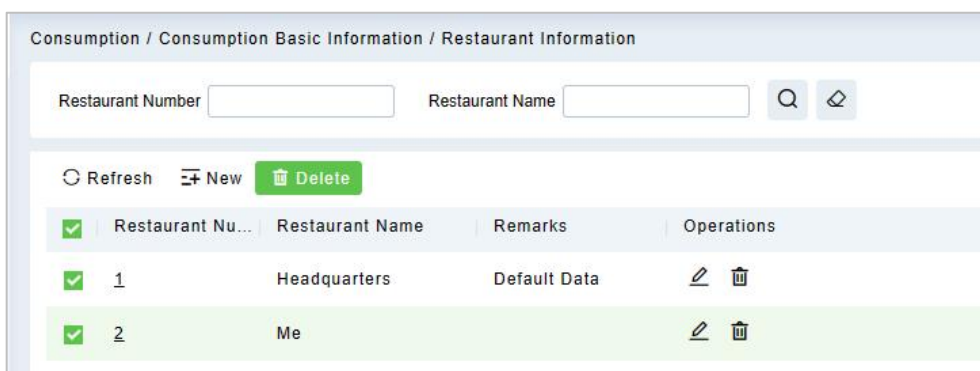 Consumption / Consumption Basic Information / Restaurant Information
Restaurant Number Restaurant Name
Refresh New Delete
Restaurant Nu... Restaurant Name Remarks Operations
1 Headquarters Default Data
2 Me